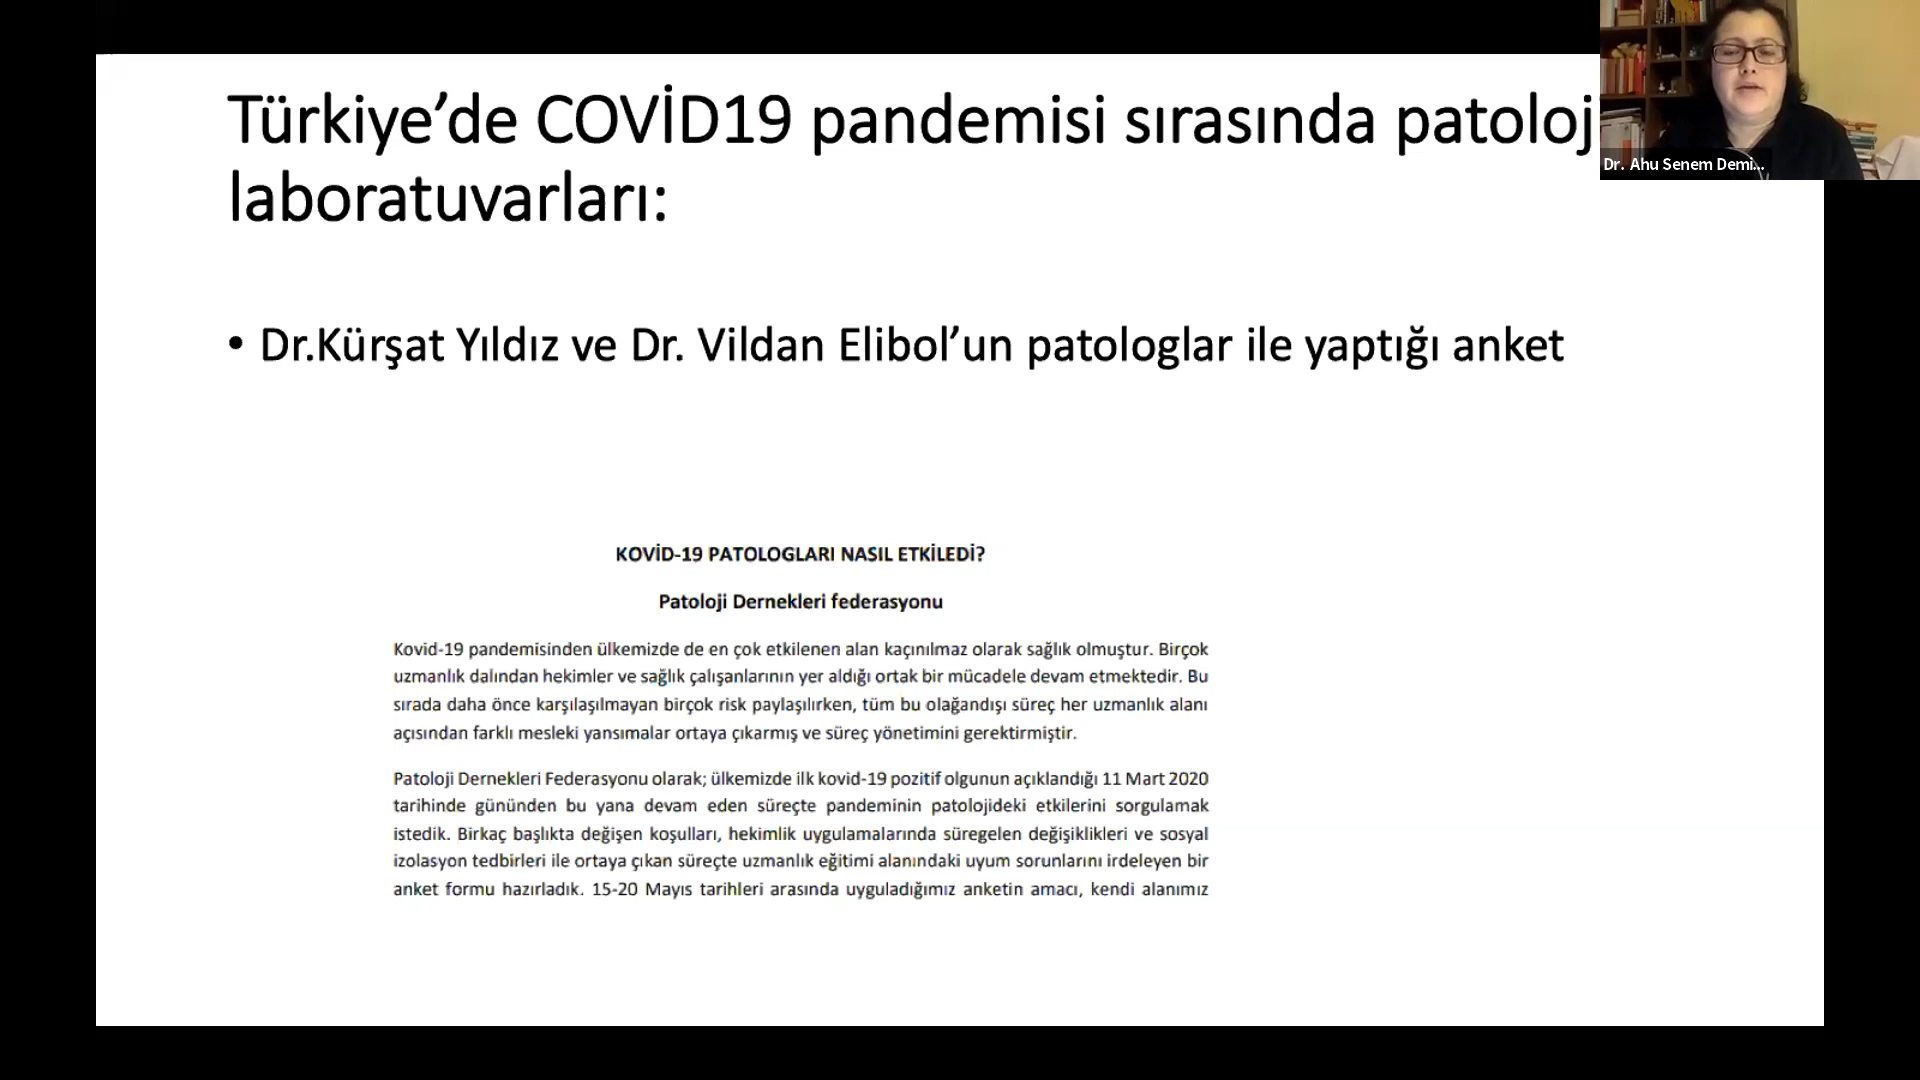 Türkiye’de COVİD19 pandemisi sırasında patoloj
laboratuvarları:
Dr. Ahu Senem Demi...
• Dr.Kürşat Yıldız ve Dr. Vildan Elibol’un patologlar ile yaptığı anket
KOVİD-19 PATOLOGLARI NASIL ETKİLEDİ?
Patoloji Dernekleri federasyonu
Kovid-19 pandemisinden ülkemizde de en çok etkilenen alan kaçınılmaz olarak sağlık olmuştur. Birçok
uzmanlık dalından hekimler ve sağlık çalışanlarının yer aldığı ortak bir mücadele devam etmektedir. Bu
sırada daha önce karşılaşılmayan birçok risk paylaşılırken, tüm bu olağandışı süreç her uzmanlık alanı
açısından farklı mesleki yansımalar ortaya çıkarmış ve süreç yönetimini gerektirmiştir.
Patoloji Dernekleri Federasyonu olarak; ülkemizde ilk kovid-19 pozitif olgunun açıklandığı 11 Mart 2020
tarihinde gününden bu yana devam eden süreçte pandeminin patolojideki etkilerini sorgulamak
istedik. Birkaç başlıkta değişen koşulları, hekimlik uygulamalarında süregelen değişiklikleri ve sosyal
izolasyon tedbirleri ile ortaya çıkan süreçte uzmanlık eğitimi alanındaki uyum sorunlarını irdeleyen bir
anket formu hazırladık. 15-20 Mayıs tarihleri arasında uyguladığımız anketin amacı, kendi alanımız